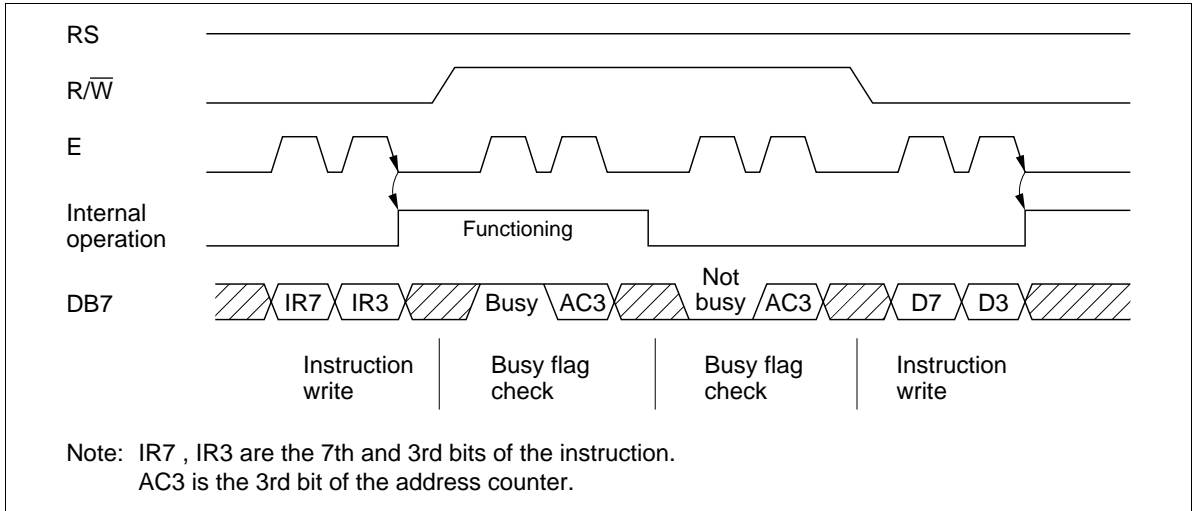 RS
R/W̅
E
Internal
operation
Functioning
DB7
IR7 IR3 Busy AC3 Not busy AC3 D7 D3
Instruction
write
Busy flag
check
Busy flag
check
Instruction
write
Note: IR7 , IR3 are the 7th and 3rd bits of the instruction.
AC3 is the 3rd bit of the address counter.